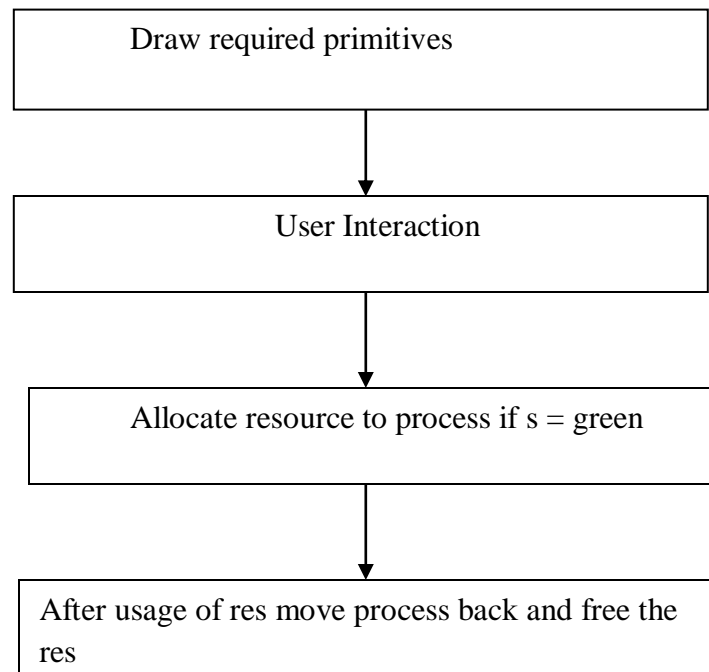 Draw required primitives
User Interaction
Allocate resource to process if s = green
After usage of res move process back and free the
res